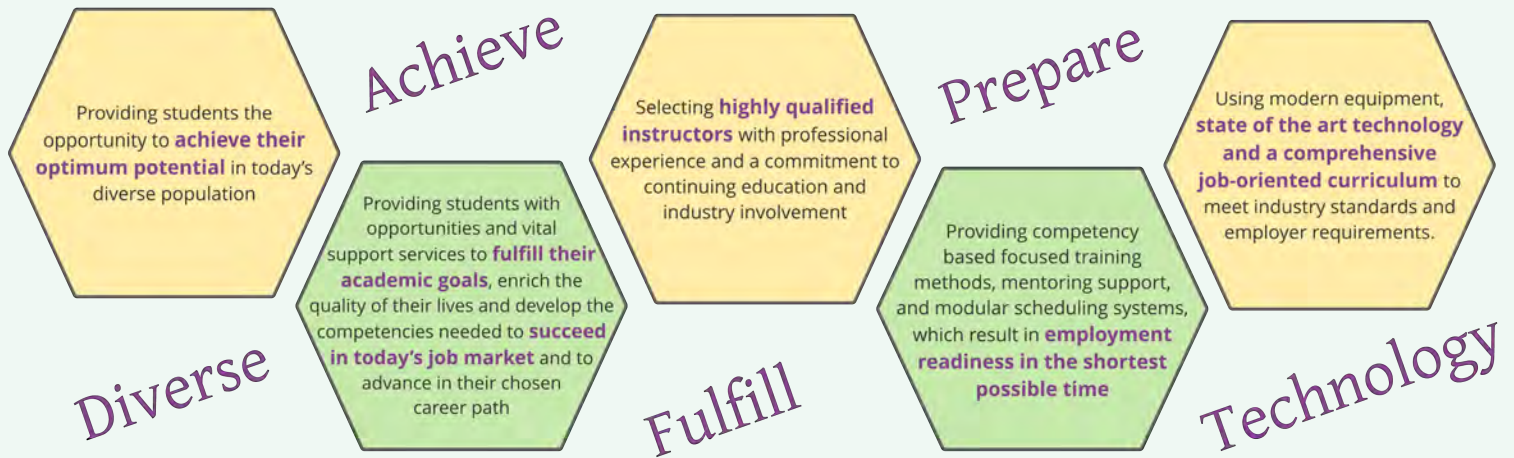 Providing students the
opportunity to achieve their
optimum potential in today's
diverse population
Achieve
Diverse
Providing students with
opportunities and vital
support services to fulfill their
academic goals, enrich the
quality of their lives and develop the
competencies needed to succeed
in today's job market and to
advance in their chosen
career path
Selecting highly qualified
instructors with professional
experience and a commitment to
continuing education and
industry involvement
Fulfill
Prepare
Providing competency
based focused training
methods, mentoring support,
and modular scheduling systems,
which result in employment
readiness in the shortest
possible time
Using modern equipment,
state of the art technology
and a comprehensive
job-oriented curriculum to
meet industry standards and
employer requirements.
Technology